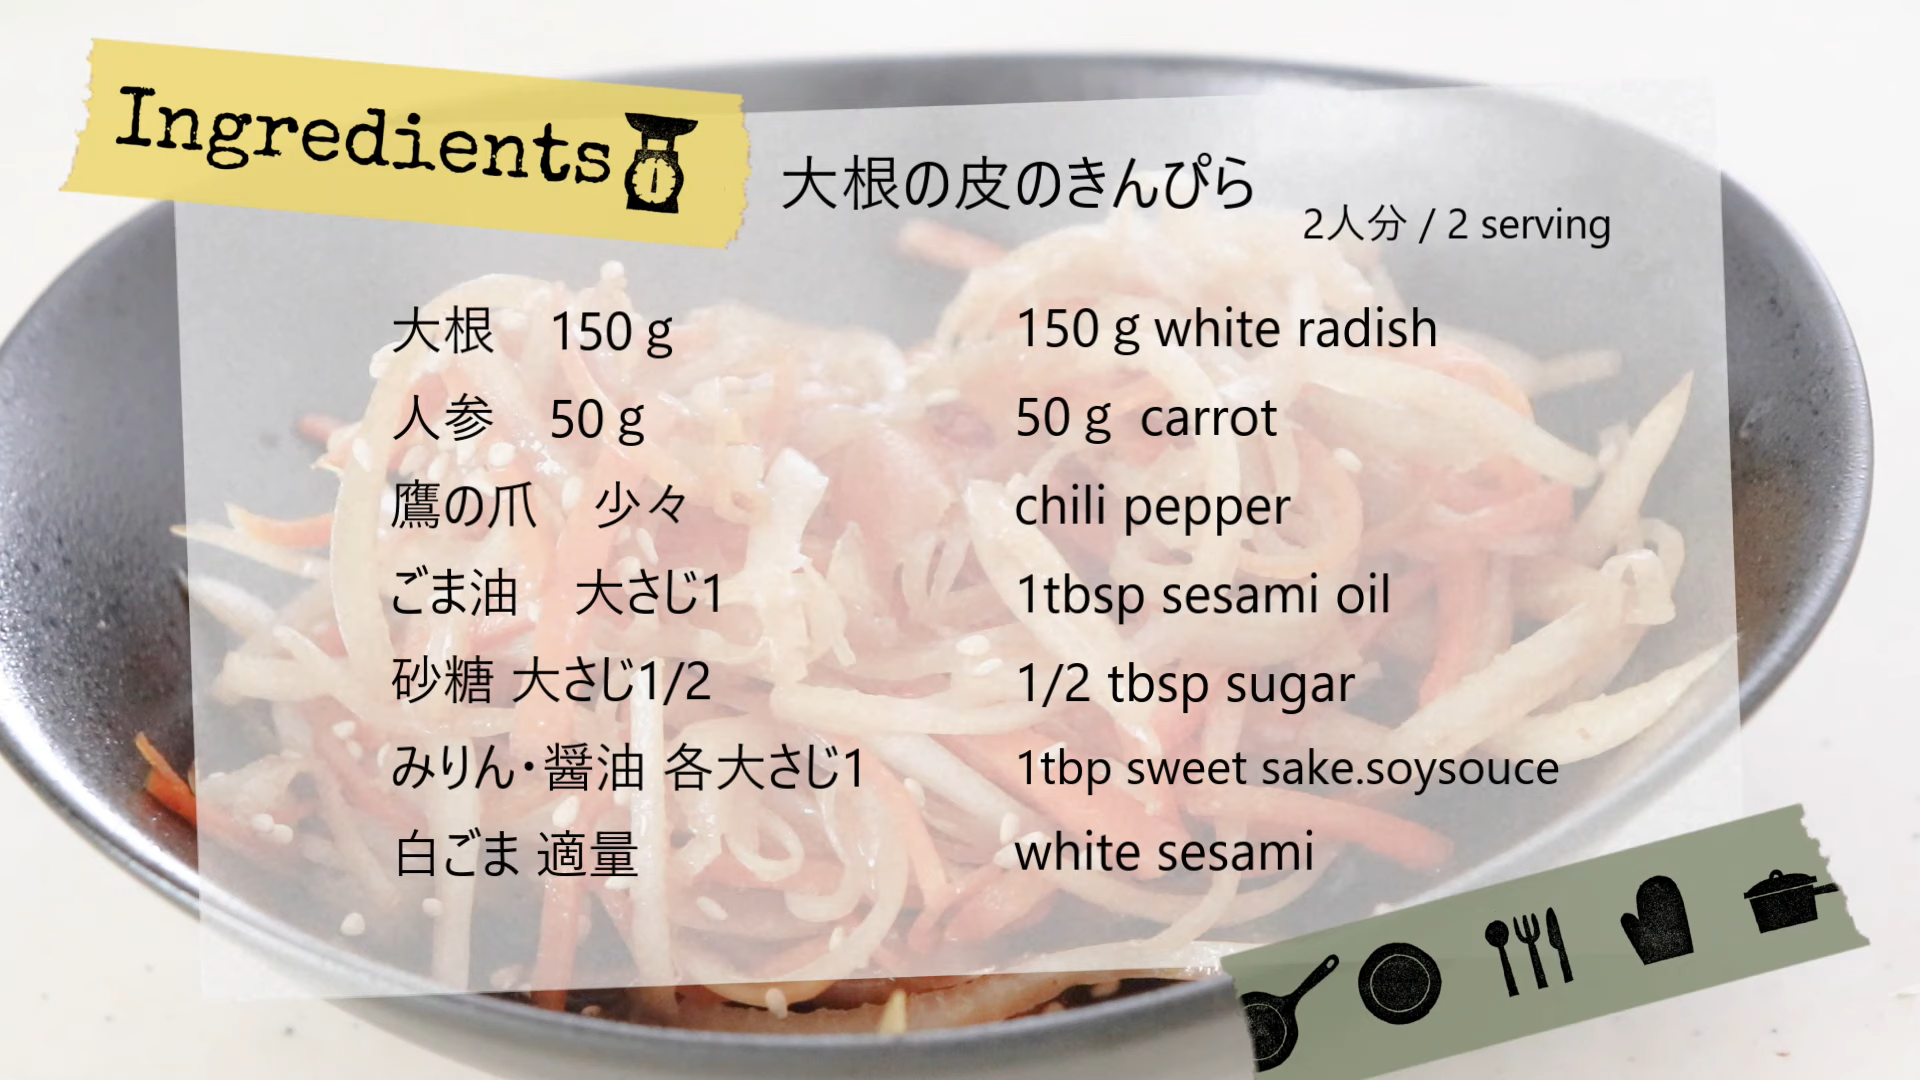 Ingredients
大根の皮のきんぴら
2人分 / 2 serving
大根 150 g
人参 50 g
鷹の爪 少々
ごま油 大さじ1
砂糖 大さじ1/2
みりん・醤油 各大さじ1
白ごま 適量
150 g white radish
50 g carrot
chili pepper
1tbsp sesami oil
1/2 tbsp sugar
1tbp sweet sake.soysouce
white sesami